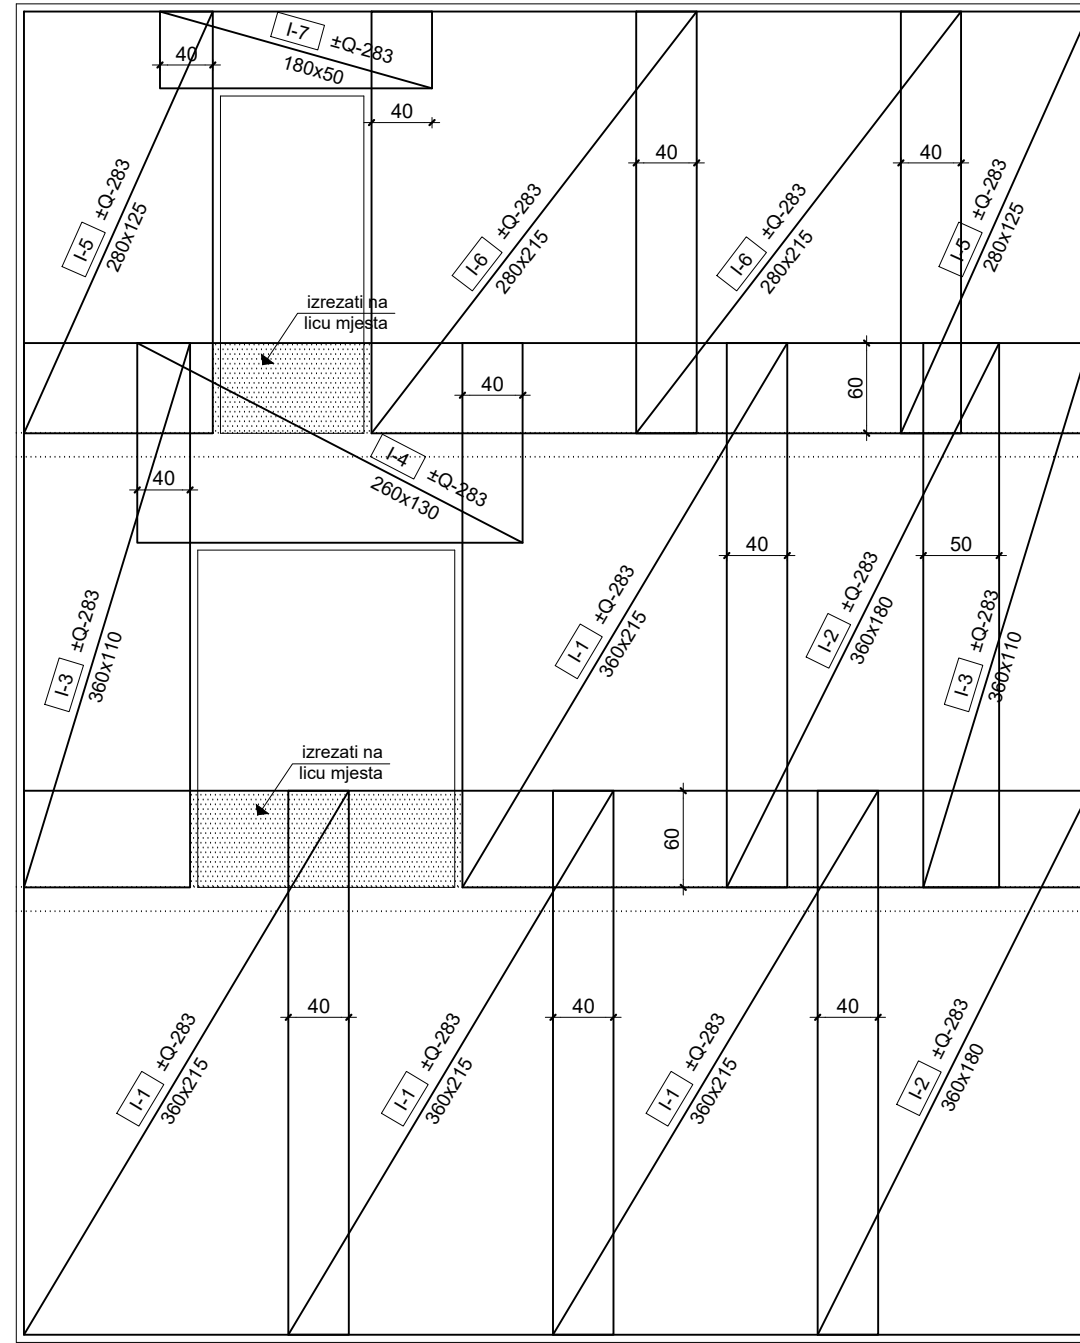 I-7 ±Q-283
180x50
40
40
I-5 ±Q-283
280x125
I-6 ±Q-283
280x215
40
I-6 ±Q-283
280x215
40
I-5 ±Q-283
280x125
izrezati na
licu mjesta
40
60
I-4 ±Q-283
260x130
40
I-3 ±Q-283
360x110
I-1 ±Q-283
360x215
40
I-2 ±Q-283
360x180
50
I-3 ±Q-283
360x110
izrezati na
licu mjesta
60
I-1 ±Q-283
360x215
40
I-1 ±Q-283
360x215
40
I-1 ±Q-283
360x215
40
I-2 ±Q-283
360x180